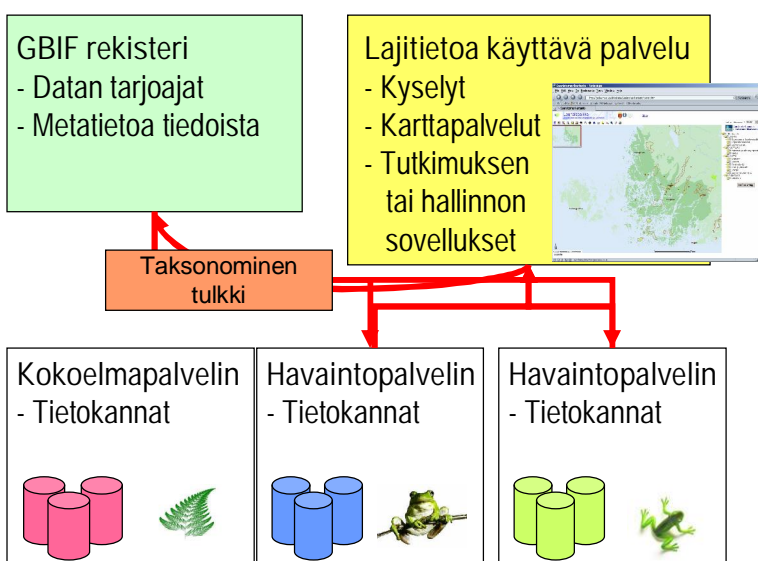 GBIF rekisteri
- Datan tarjoajat
- Metatietoa tiedoista
Lajitietoa käyttävä palvelu
- Kyselyt
- Karttapalvelut
- Tutkimuksen
tai hallinnon
sovellukset
Taksonominen
tulkki
Kokoelmapalvelin
- Tietokannat
Havaintopalvelin
- Tietokannat
Havaintopalvelin
- Tietokannat